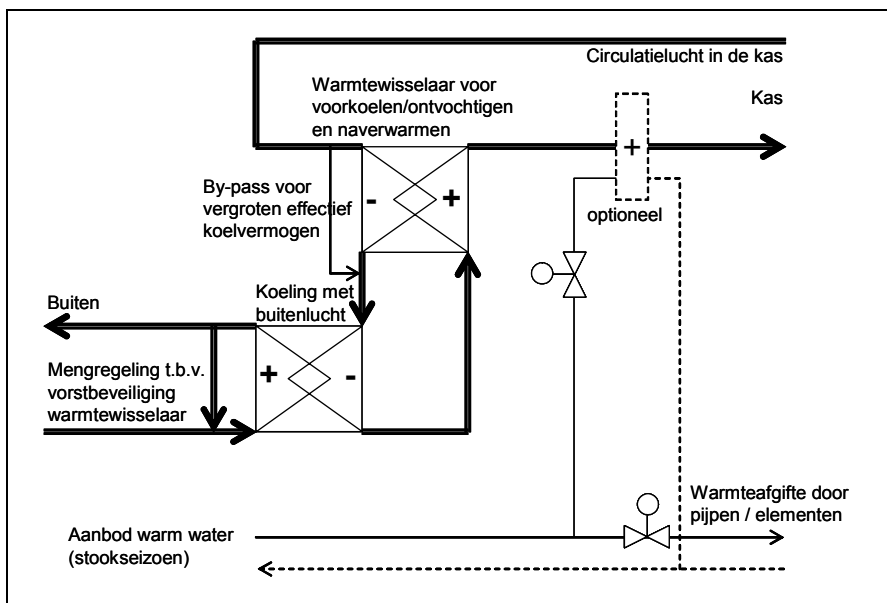 Circulatielucht in de kas
Warmtewisselaar voor
voorkoelen/ontvochtigen
en naverwarmen
Kas
+
By-pass voor
vergroten effectief
koelvermogen
- +
optioneel
Koeling met
buitenlucht
Buiten
+ -
Mengregeling t.b.v.
vorstbeveiliging
warmtewisselaar
Warmteafgifte door
pijpen / elementen
Aanbod warm water
(stookseizoen)